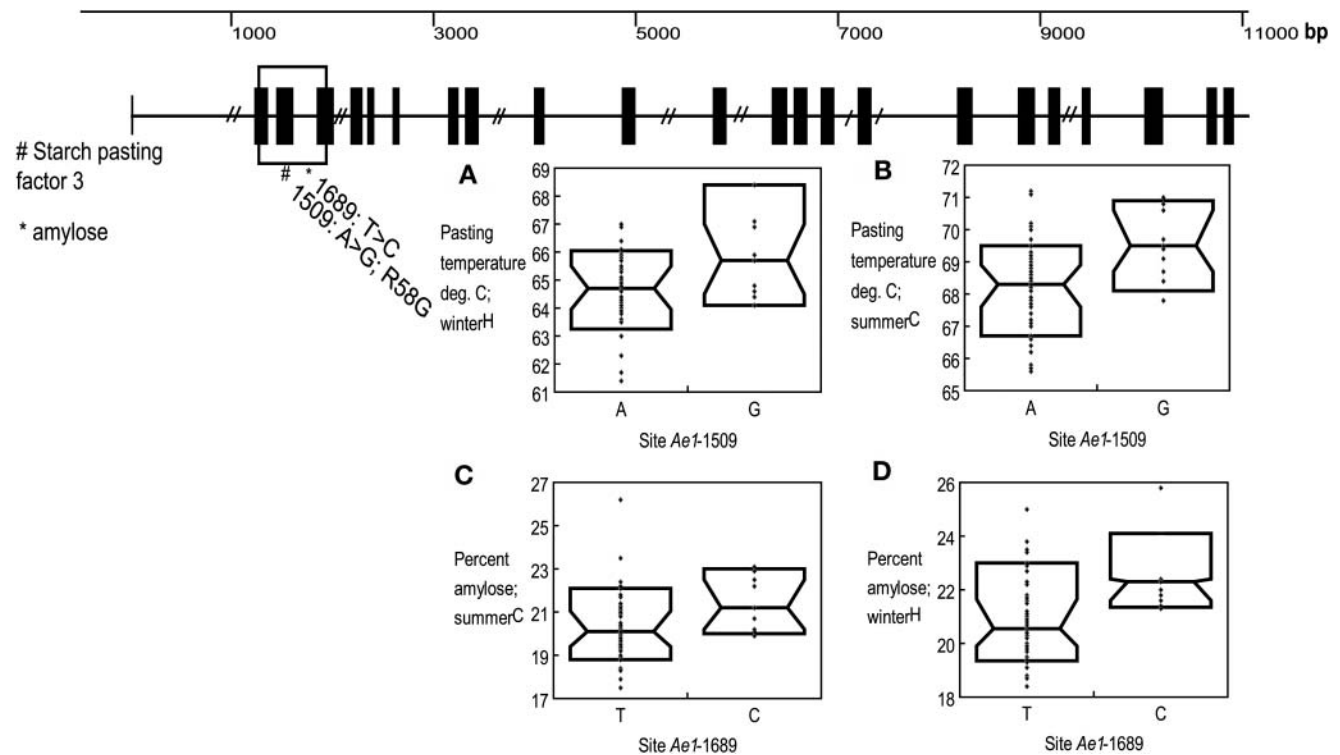 1000 3000 5000 7000 9000 11000 bp
// // // // // / / //
# Starch pasting
factor 3
* amylose
# *
1689: T>C
1509: A>G; R58G
A
Pasting
temperature
deg. C;
winterH
69
68
67
66
65
64
63
62
61
A G
Site Ae1-1509
B
Pasting
temperature
deg. C;
summerC
72
71
70
69
68
67
66
65
A G
Site Ae1-1509
C
Percent
amylose;
summerC
27
25
23
21
19
17
T C
Site Ae1-1689
D
Percent
amylose;
winterH
26
24
22
20
18
T C
Site Ae1-1689